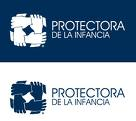 PROTECTORA
DE LA INFANCIA
PROTECTORA
DE LA INFANCIA